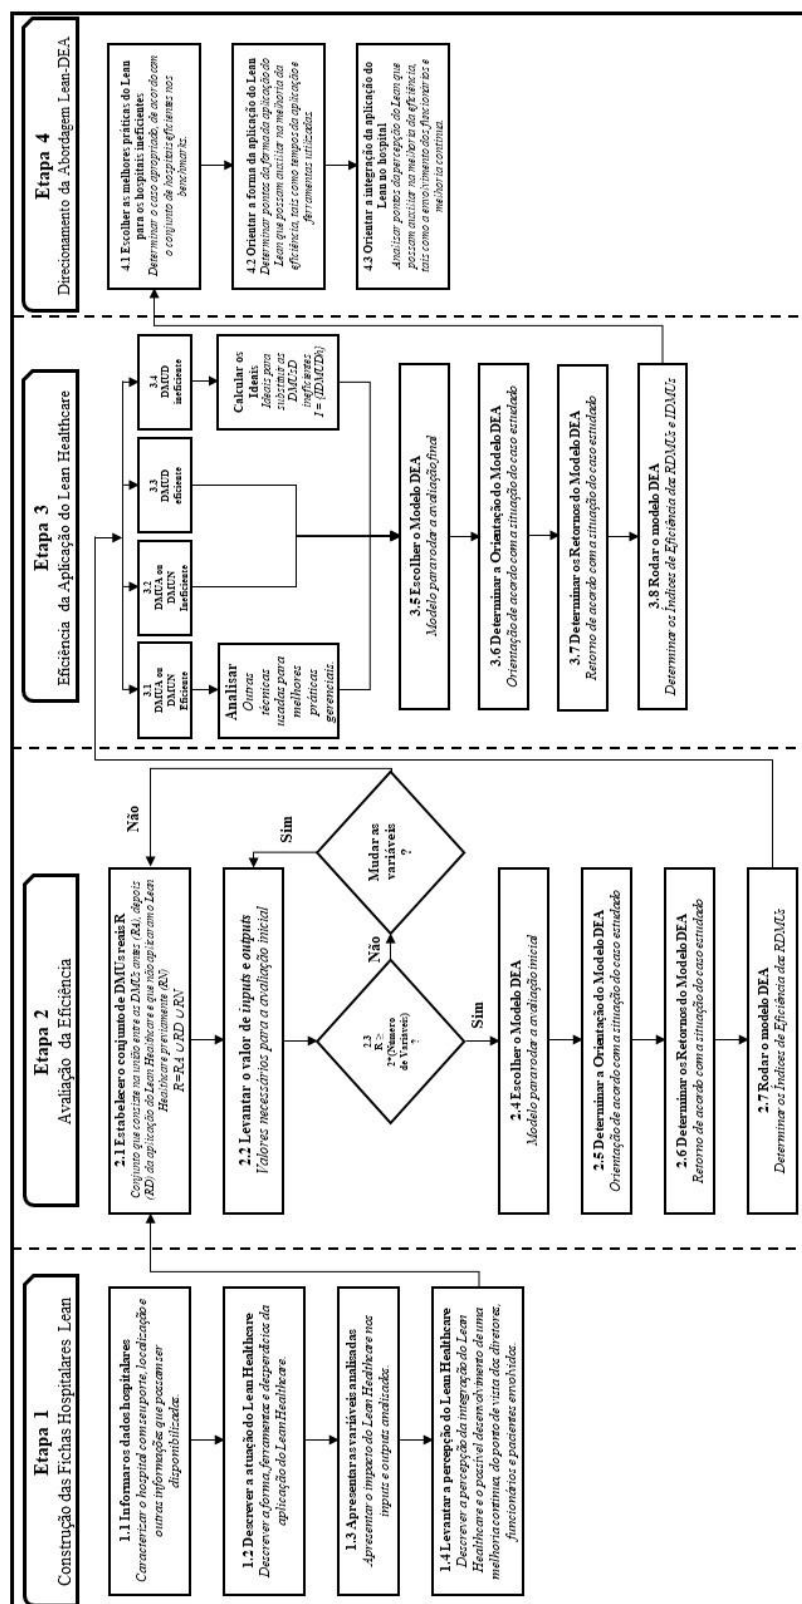 Etapa 1
Construção das Fichas Hospitalares Lean
1.1 Informar os dados hospitalares
Caracterizar o hospital com seu porte, localização e
outras informações que possam ser
disponibilizadas.
1.2 Descrever a atuação do Lean Healthcare
Descrever a forma, ferramentas e desperdícios da
aplicação do Lean Healthcare.
1.3 Apresentar as variáveis analisadas
Apresentar o impacto do Lean Healthcare nos
inputs e outputs analisados.
1.4 Levantar a percepção do Lean Healthcare
Descrever a percepção da integração do Lean
Healthcare e o possível desenvolvimento de uma
melhoria contínua, do ponto de vista dos diretores,
funcionários e pacientes envolvidos.
Etapa 2
Avaliação da Eficiência
2.1 Estabelecer o conjunto de DMUs reais R
Conjunto que consiste na união entre as DMUs antes (RA), depois
(RD) da aplicação do Lean Healthcare e que não aplicaram o Lean
Healthcare previamente (RN)
R=RA ∪ RD ∪ RN
2.2 Levantar o valor de inputs e outputs
Valores necessários para a avaliação inicial
2.3
R ≥
2*(Número
de Variáveis)
?
Não
Mudar as
variáveis
?
Sim
Não
Sim
2.4 Escolher o Modelo DEA
Modelo para rodar a avaliação inicial
2.5 Determinar a Orientação do Modelo DEA
Orientação de acordo com a situação do caso estudado
2.6 Determinar os Retornos do Modelo DEA
Retorno de acordo com a situação do caso estudado
2.7 Rodar o modelo DEA
Determinar os Índices de Eficiência das RDMUs
Etapa 3
Eficiência da Aplicação do Lean Healthcare
3.1
DMUA ou
DMUN
Eficiente
3.2
DMUA ou
DMUN
Ineficiente
3.3
DMUD
eficiente
3.4
DMUD
ineficiente
Analisar
Outras
técnicas
usadas para
melhores
práticas
gerenciais.
Calcular os
Ideais
Ideais para
substituir as
DMUsD
ineficientes
I = {IDMUDh}
3.5 Escolher o Modelo DEA
Modelo para rodar a avaliação final
3.6 Determinar a Orientação do Modelo DEA
Orientação de acordo com a situação do caso estudado
3.7 Determinar os Retornos do Modelo DEA
Retorno de acordo com a situação do caso estudado
3.8 Rodar o modelo DEA
Determinar os Índices de Eficiência das RDMUs e IDMUs
Etapa 4
Direcionamento da Abordagem Lean-DEA
4.1 Escolher as melhores práticas do Lean
para os hospitais ineficientes
Determinar o caso apropriado, de acordo com
o conjunto de hospitais eficientes nos
benchmarks.
4.2 Orientar a forma da aplicação do Lean
Determinar pontos da forma da aplicação do
Lean que possam auxiliar na melhoria da
eficiência, tais como tempos da aplicação e
ferramentas utilizadas.
4.3 Orientar a integração da aplicação do
Lean no hospital
Analisar pontos da percepção do Lean que
possam auxiliar na melhoria da eficiência,
tais como a envolvimento dos funcionários e
melhoria contínua.